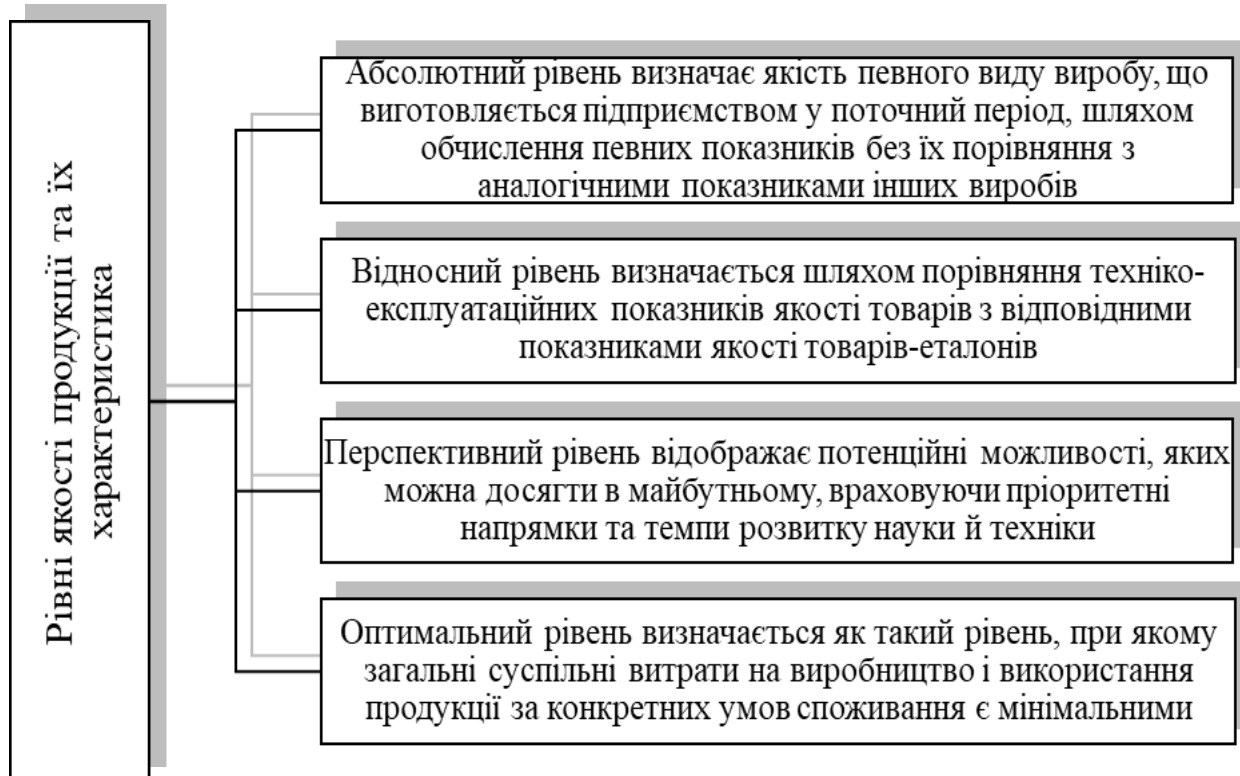 Рівні якості продукції та їх
характеристика
Абсолютний рівень визначає якість певного виду виробу, що
виготовляється підприємством у поточний період, шляхом
обчислення певних показників без їх порівняння з
аналогічними показниками інших виробів
Відносний рівень визначається шляхом порівняння техніко-
експлуатаційних показників якості товарів з відповідними
показниками якості товарів-еталонів
Перспективний рівень відображає потенційні можливості, яких
можна досягти в майбутньому, враховуючи пріоритетні
напрямки та темпи розвитку науки й техніки
Оптимальний рівень визначається як такий рівень, при якому
загальні суспільні витрати на виробництво і використання
продукції за конкретних умов споживання є мінімальними